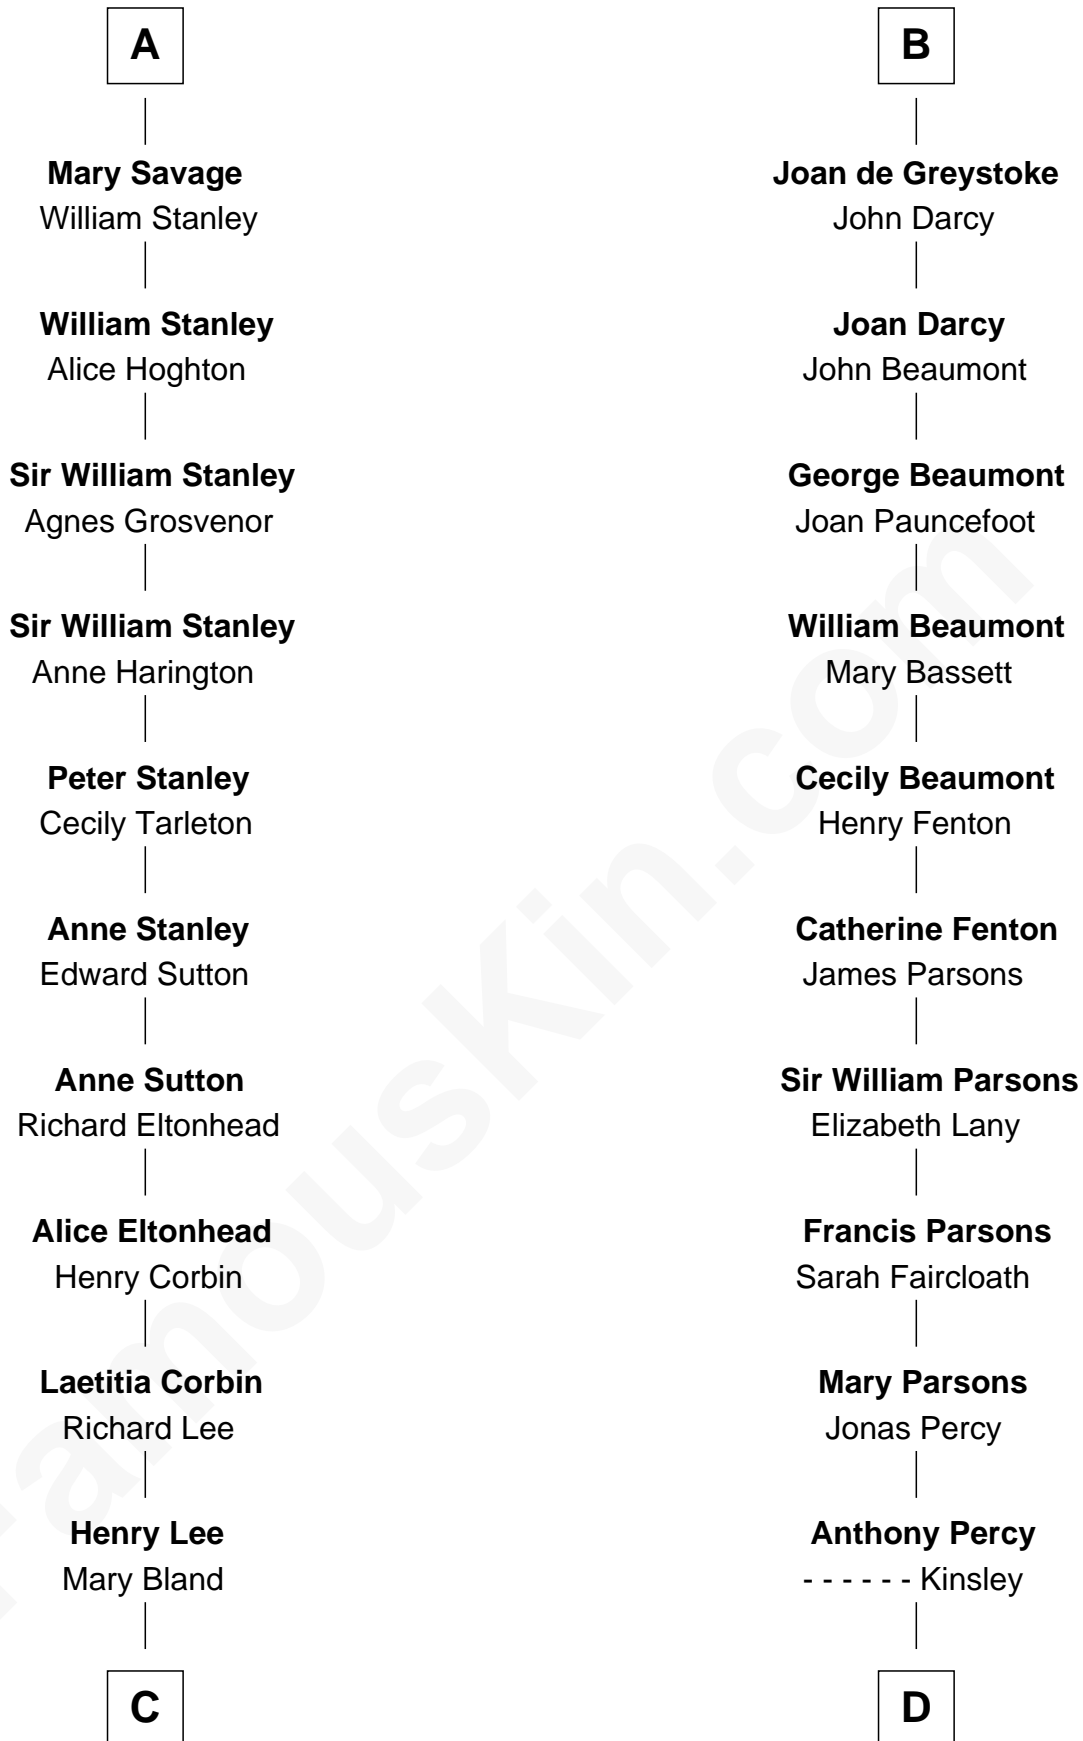 A
Mary Savage
William Stanley
William Stanley
Alice Hoghton
Sir William Stanley
Agnes Grosvenor
Sir William Stanley
Anne Harington
Peter Stanley
Cecily Tarleton
Anne Stanley
Edward Sutton
Anne Sutton
Richard Eltonhead
Alice Eltonhead
Henry Corbin
Laetitia Corbin
Richard Lee
Henry Lee
Mary Bland
C
B
Joan de Greystoke
John Darcy
Joan Darcy
John Beaumont
George Beaumont
Joan Pauncefoot
William Beaumont
Mary Bassett
Cecily Beaumont
Henry Fenton
Catherine Fenton
James Parsons
Sir William Parsons
Elizabeth Lany
Francis Parsons
Sarah Faircloath
Mary Parsons
Jonas Percy
Anthony Percy
- - - - - - Kinsley
D
FamousKin.com